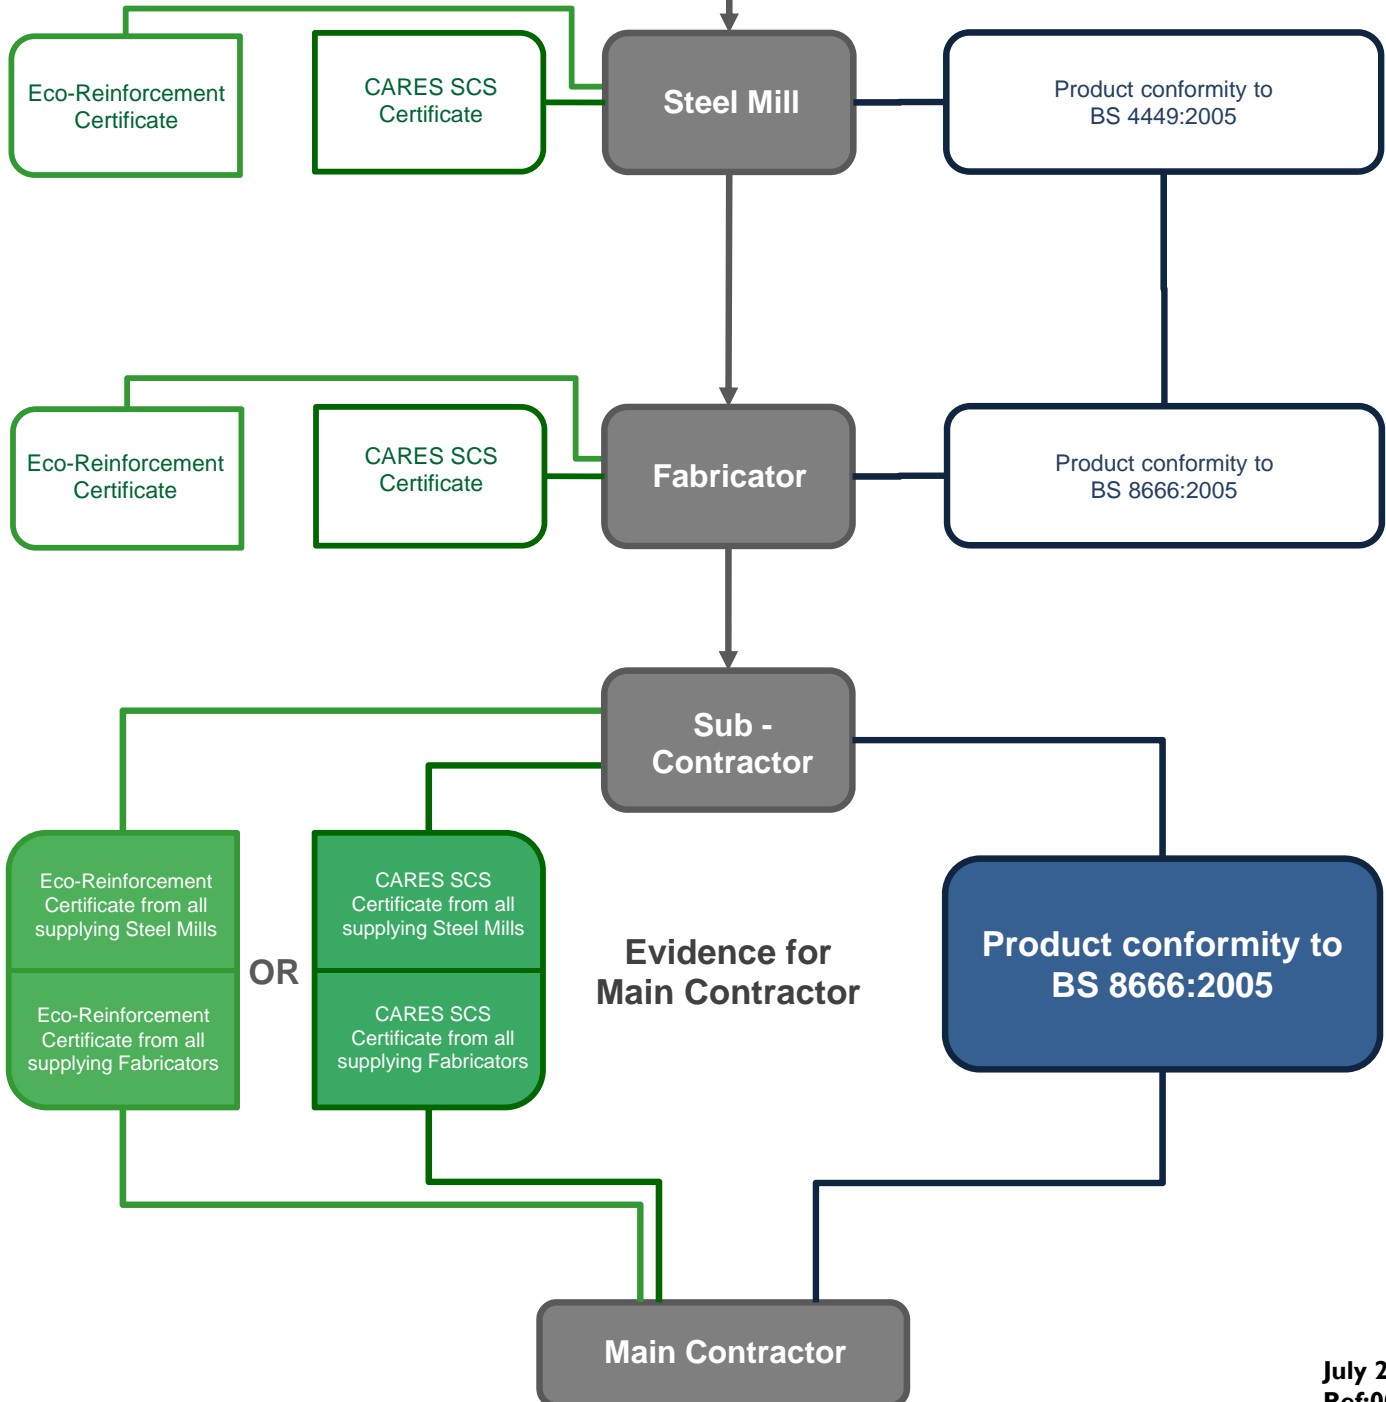 Eco-Reinforcement
Certificate
CARES SCS
Certificate
Steel Mill
Product conformity to
BS 4449:2005
Eco-Reinforcement
Certificate
CARES SCS
Certificate
Fabricator
Product conformity to
BS 8666:2005
Sub -
Contractor
Eco-Reinforcement
Certificate from all
supplying Steel Mills
Eco-Reinforcement
Certificate from all
supplying Fabricators
OR
CARES SCS
Certificate from all
supplying Steel Mills
CARES SCS
Certificate from all
supplying Fabricators
Evidence for
Main Contractor
Product conformity to
BS 8666:2005
Main Contractor
July